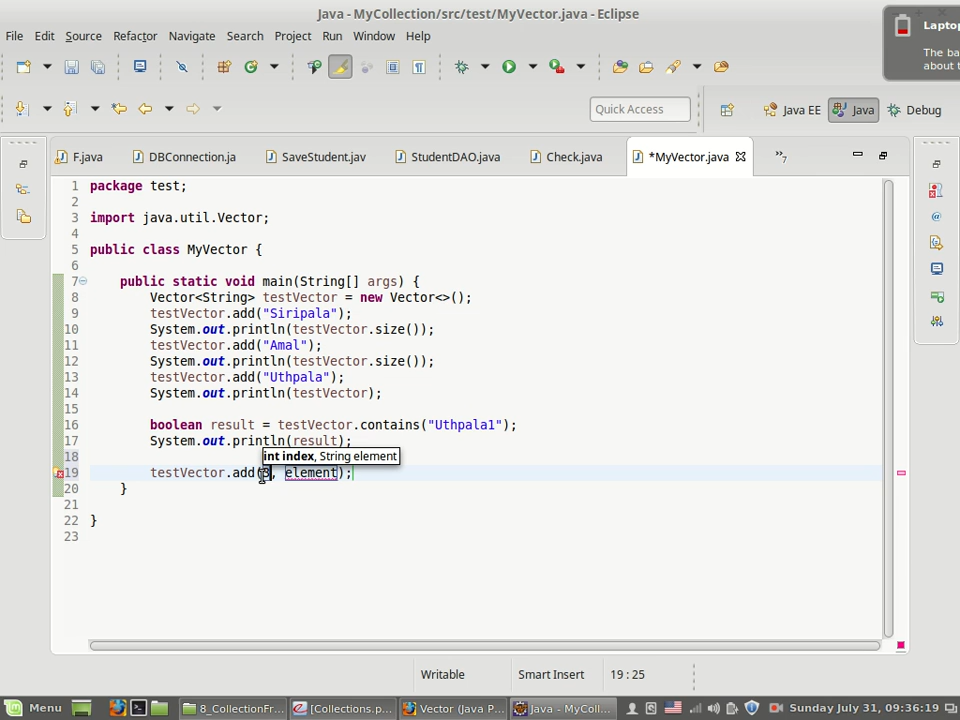 Java - MyCollection/src/test/MyVector.java - Eclipse
Laptop
The ba
about t
File Edit Source Refactor Navigate Search Project Run Window Help
Quick Access
Java EE Java Debug
F.java DBConnection.ja SaveStudent.jav StudentDAO.java Check.java *MyVector.java »7
1 package test;
2
3 import java.util.Vector;
4
5 public class MyVector {
6
7 public static void main(String[] args) {
8 Vector<String> testVector = new Vector<>();
9 testVector.add("Siripala");
10 System.out.println(testVector.size());
11 testVector.add("Amal");
12 System.out.println(testVector.size());
13 testVector.add("Uthpala");
14 System.out.println(testVector);
15
16 boolean result = testVector.contains("Uthpala1");
17 System.out.println(result);
int index, String element
18
19 testVector.add(3, element);
20 }
21
22 }
23
Writable Smart Insert 19 : 25
Menu 8_CollectionFr... [Collections.p... Vector (Java P... Java - MyColl... Sunday July 31, 09:36:19